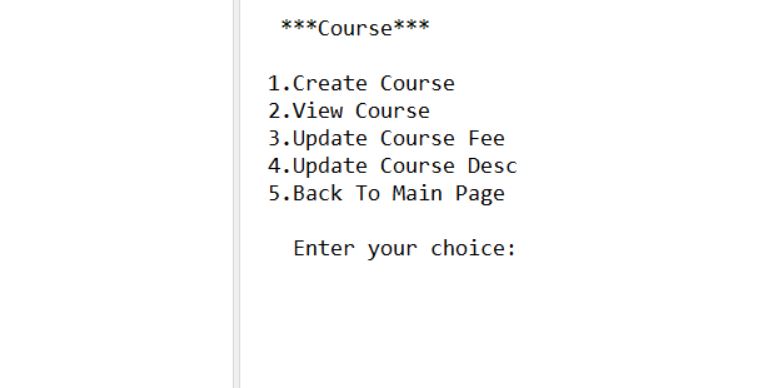 ***Course***
1.Create Course
2.View Course
3.Update Course Fee
4.Update Course Desc
5.Back To Main Page
Enter your choice: